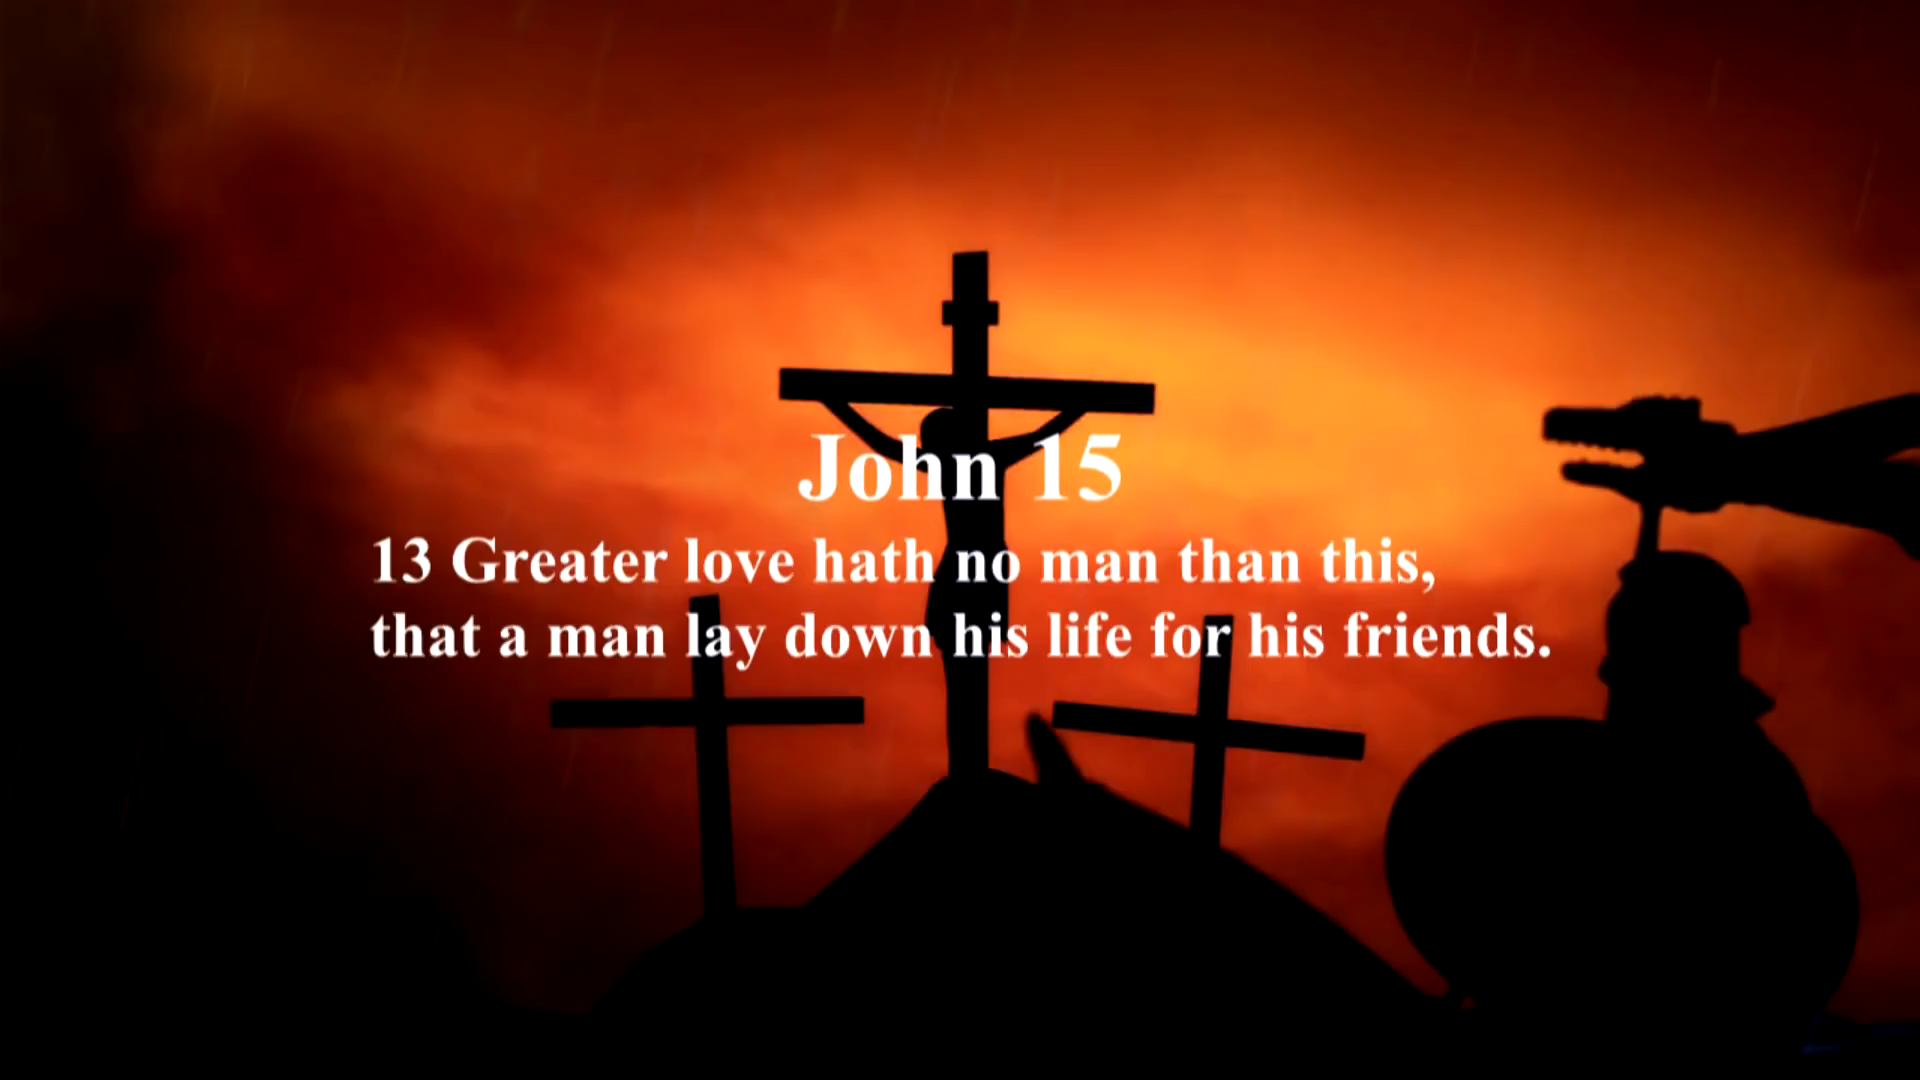 John 15
13 Greater love hath no man than this,
that a man lay down his life for his friends.